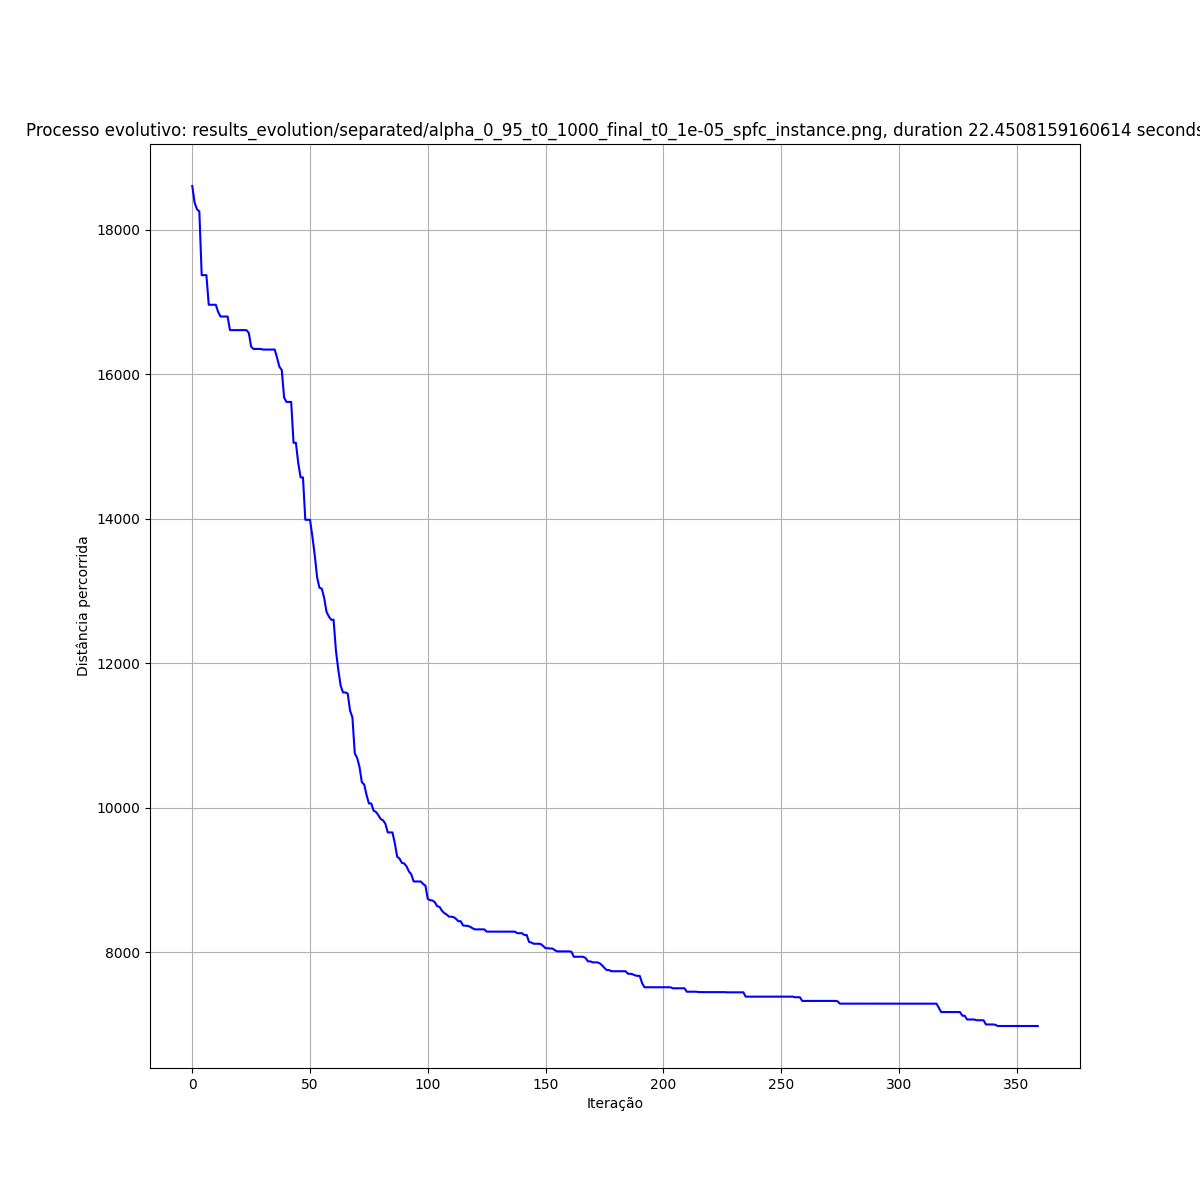 Processo evolutivo: results_evolution/separated/alpha_0_95_t0_1000_final_t0_1e-05_spfc_instance.png, duration 22.4508159160614 seconds
18000
16000
14000
12000
10000
8000
Distância percorrida
0 50 100 150 200 250 300 350
Iteração